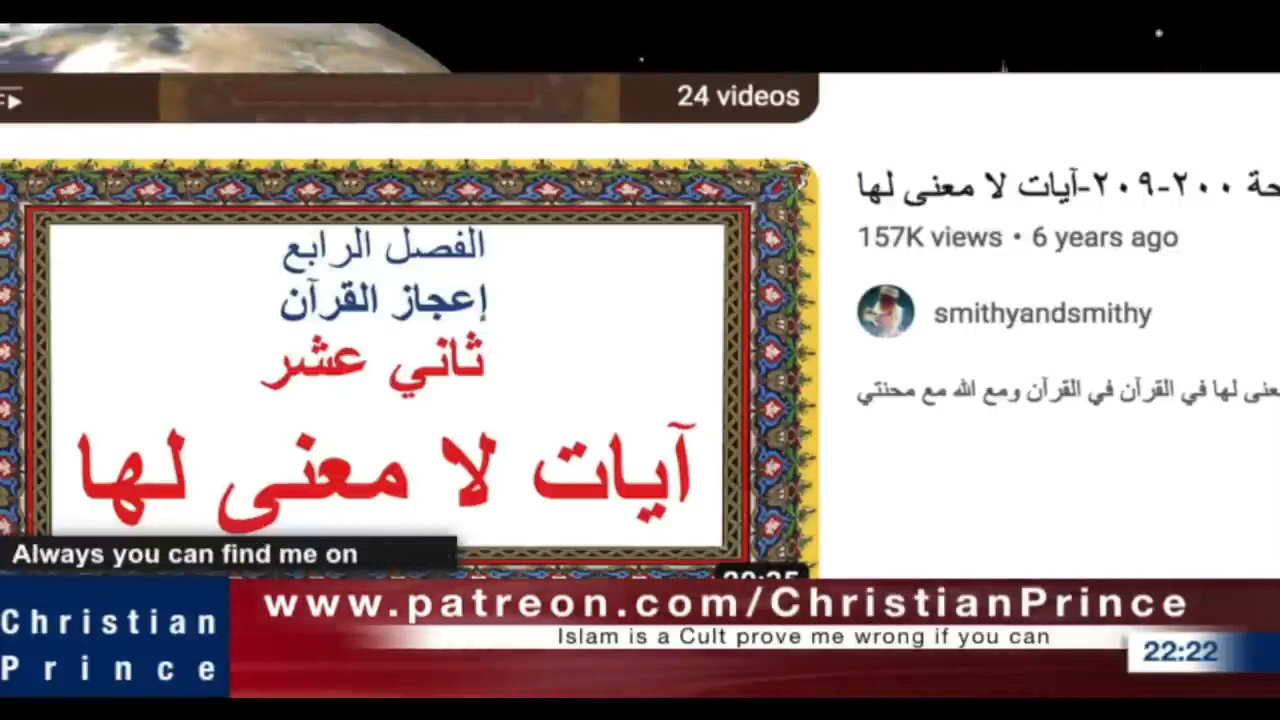 24 videos
الفصل الرابع
إعجاز القرآن
ثاني عشر
آيات لا معنى لها
٢٠٠-٢٠٩-آيات لا معنى لها
157K views • 6 years ago
smithyandsmithy
لها في القرآن في القرآن ومع الله مع محنتي
Always you can find me on
www.patreon.com/ChristianPrince
Islam is a Cult prove me wrong if you can
Christian
Prince
22:22